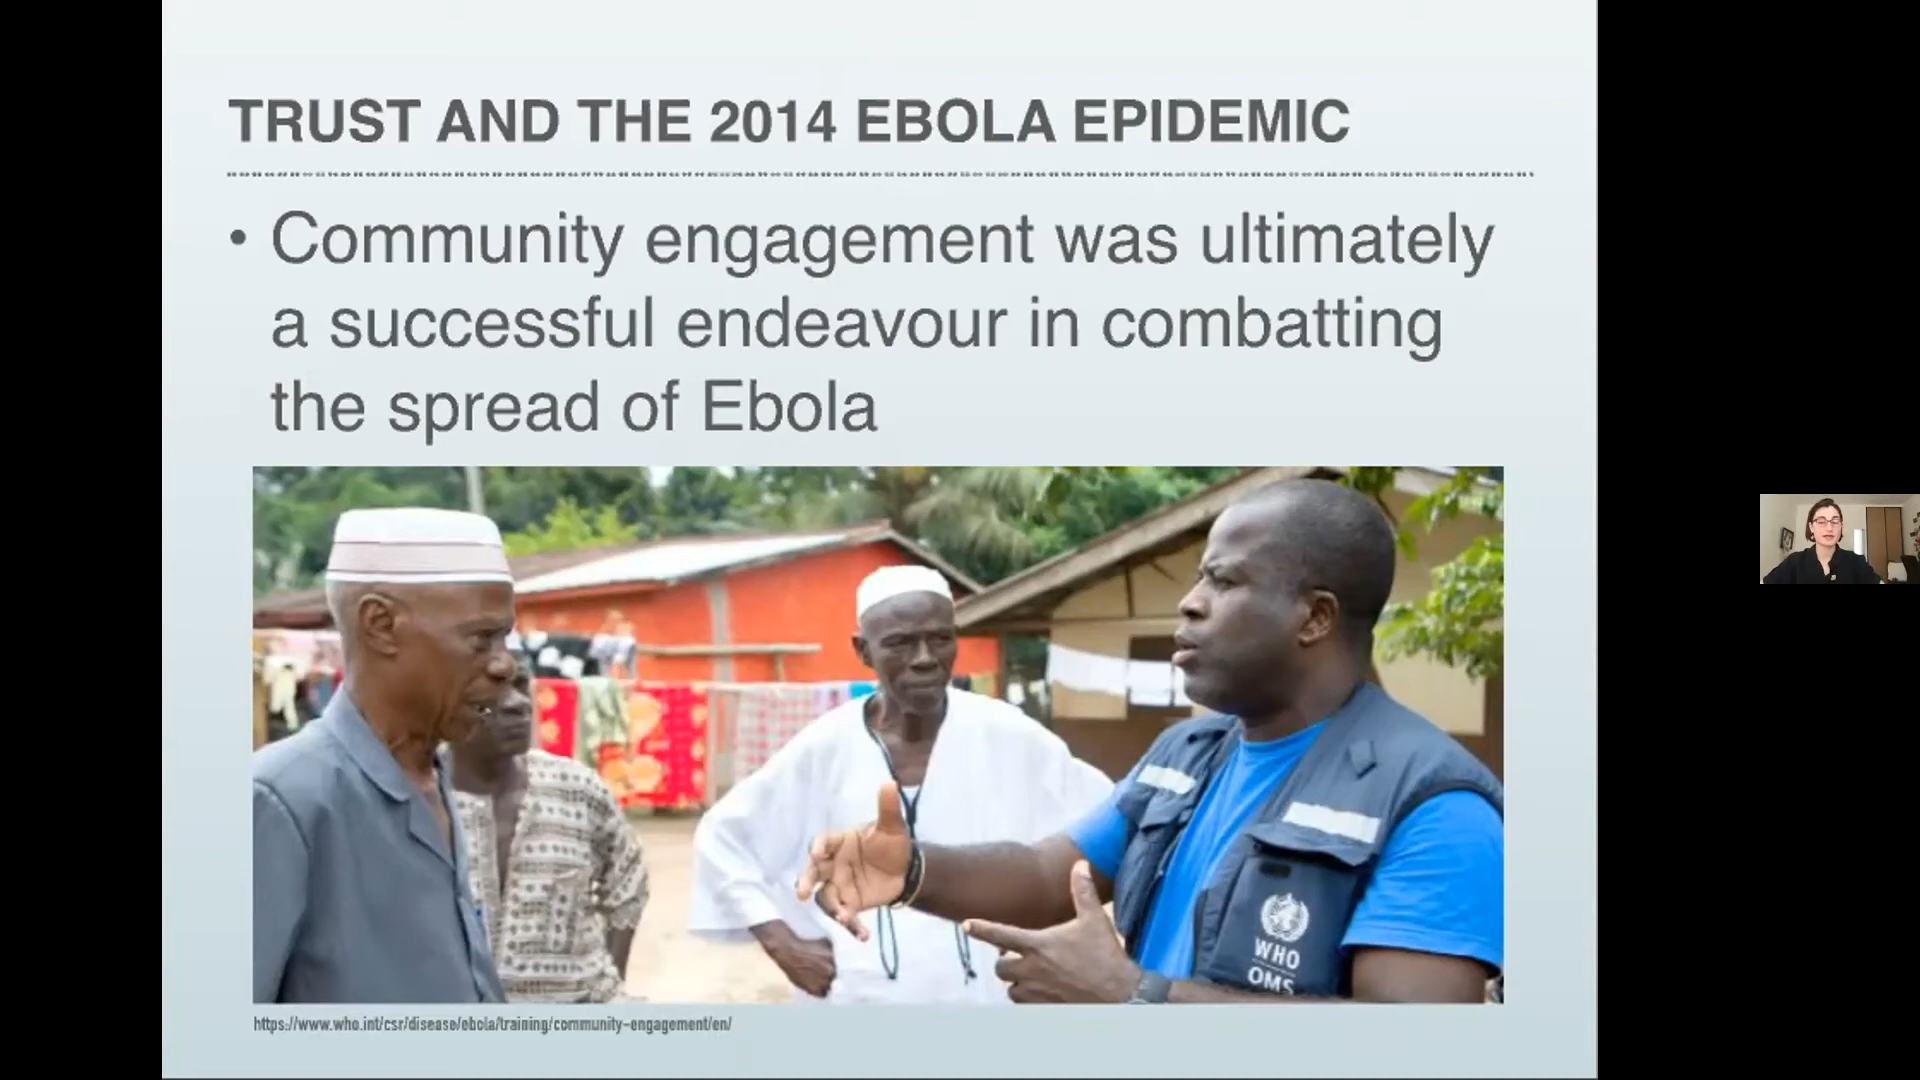 TRUST AND THE 2014 EBOLA EPIDEMIC
• Community engagement was ultimately
a successful endeavour in combatting
the spread of Ebola
WHO
OMS
https://www.who.int/csr/disease/ebola/training/community-engagement/en/